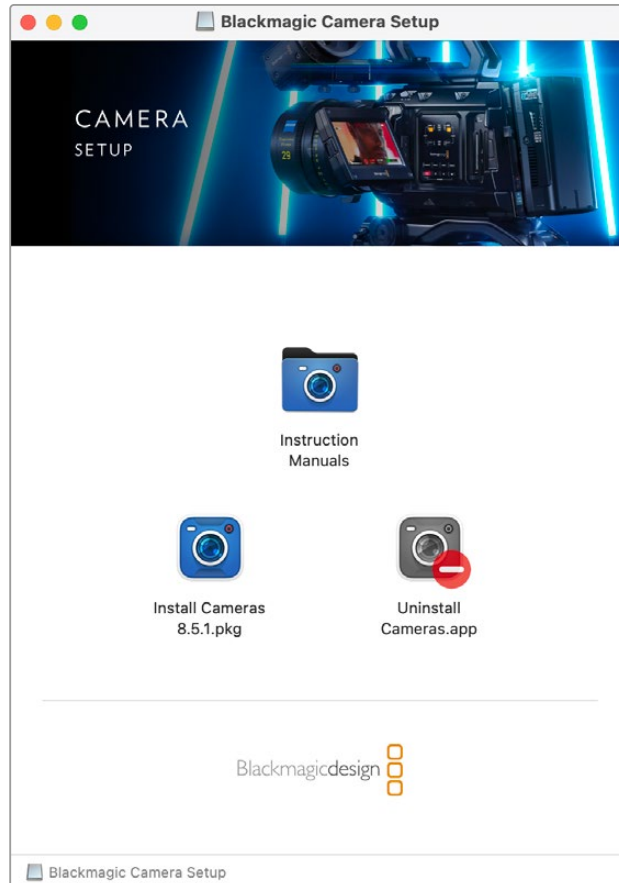 Blackmagic Camera Setup
CAMERA
SETUP
29
Instruction
Manuals
Install Cameras
8.5.1.pkg
Uninstall
Cameras.app
Blackmagicdesign
Blackmagic Camera Setup